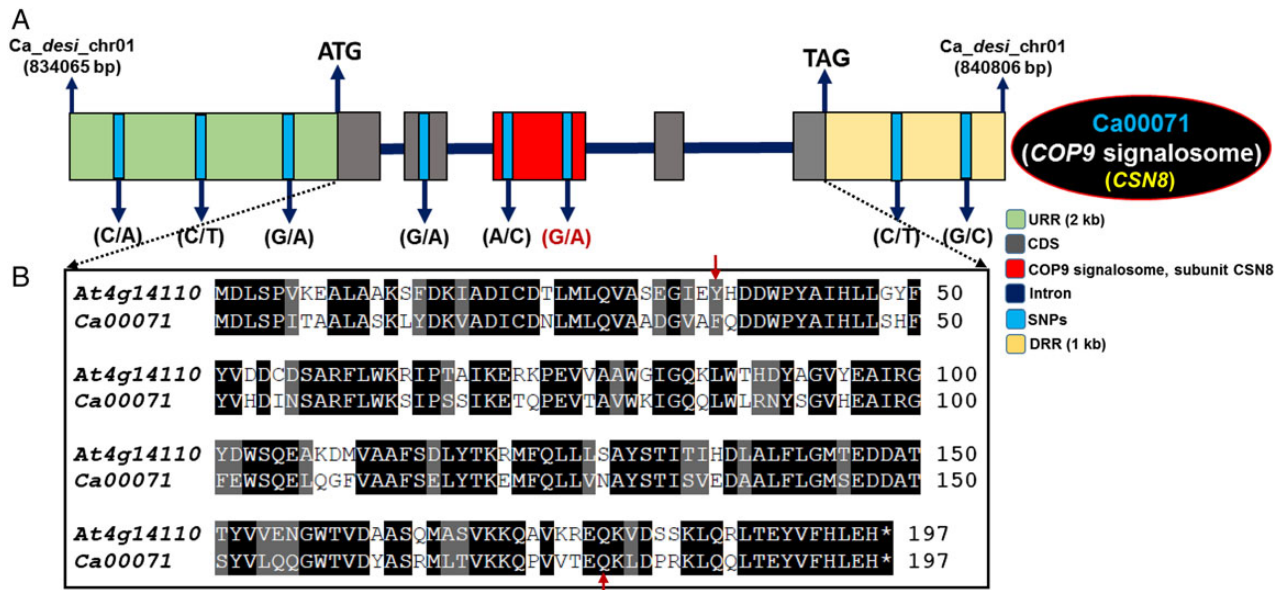 A
Ca_desi_chr01
(834065 bp)
ATG
TAG
Ca_desi_chr01
(840806 bp)
Ca00071
(COP9 signalosome)
(CSN8)
(C/A)
(C/T)
(G/A)
(G/A)
(A/C)
(G/A)
(C/T)
(G/C)
URR (2 kb)
CDS
COP9 signalosome, subunit CSN8
Intron
SNPs
DRR (1 kb)
B
At4g14110 MDLSPVKEALAAKSFDKIADICDTLMLQVASEGIEYHDDWPYAIHLLGYF 50
Ca00071 MDLSPITAALASKLYDKVADICDNLMLQVAADGVAFQDDWPYAIHLLSHF 50
At4g14110 YVDDCDSARFLWKRIPTAIKERKPEVVAAWGIGQKLWTHDYAGVYEAIRG 100
Ca00071 YVHDINSARFLWKSIPSSIKETQPEVTAVWKIGQQLWLRNYSGVHEAIRG 100
At4g14110 YDWSQEAKDMVAAFSDLYTKRMFQLLLSAYSTITIHDLALFLGMTEDDAT 150
Ca00071 FEWSQELQGFVAAFSELYTKEMFQLLVNAYSTISVEDAALFLGMSEDDAT 150
At4g14110 TYVVENGWTVDAASQMASVKKQAVKREQKVDSSKLQRLTEYVFHLEH* 197
Ca00071 SYVLQQGWTVDYASRMLTVKKQPVVTEQKLDPRKLQQLTEYVFHLEH* 197